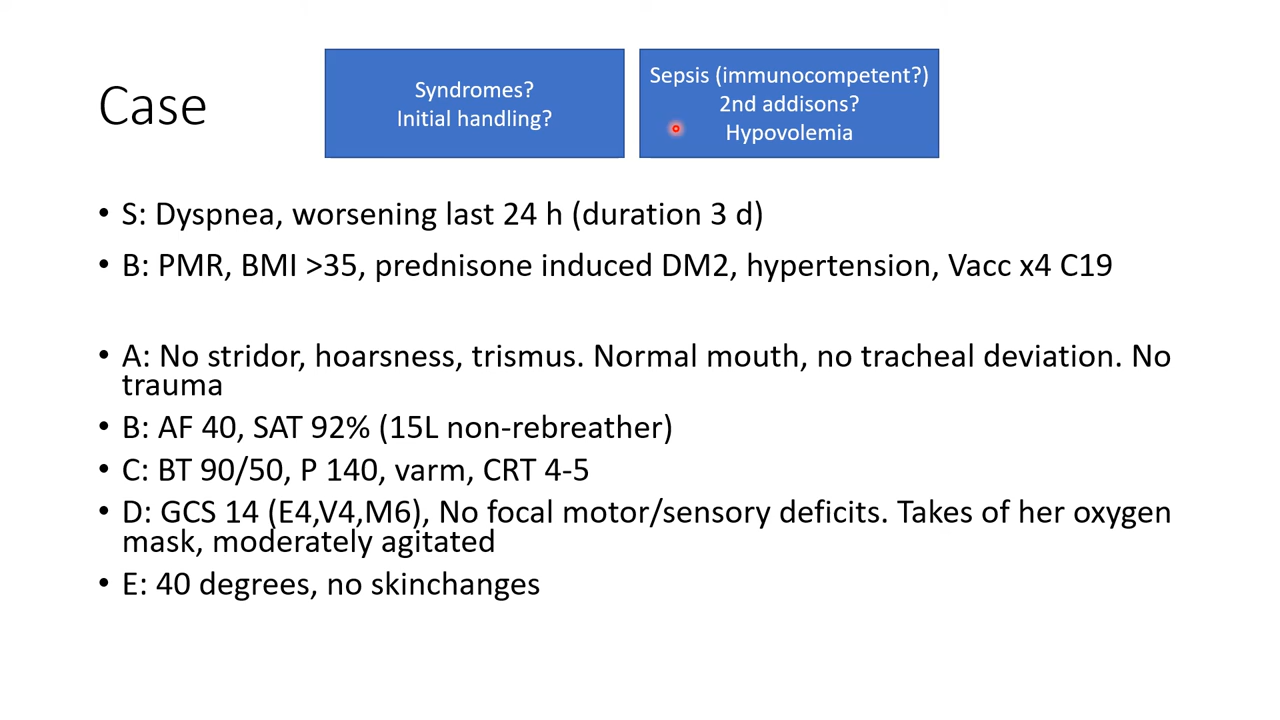 Case
Syndromes?
Initial handling?
Sepsis (immunocompetent?)
2nd addisons?
Hypovolemia
• S: Dyspnea, worsening last 24 h (duration 3 d)
• B: PMR, BMI >35, prednisone induced DM2, hypertension, Vacc x4 C19
• A: No stridor, hoarsness, trismus. Normal mouth, no tracheal deviation. No
trauma
• B: AF 40, SAT 92% (15L non-rebreather)
• C: BT 90/50, P 140, varm, CRT 4-5
• D: GCS 14 (E4,V4,M6), No focal motor/sensory deficits. Takes of her oxygen
mask, moderately agitated
• E: 40 degrees, no skinchanges